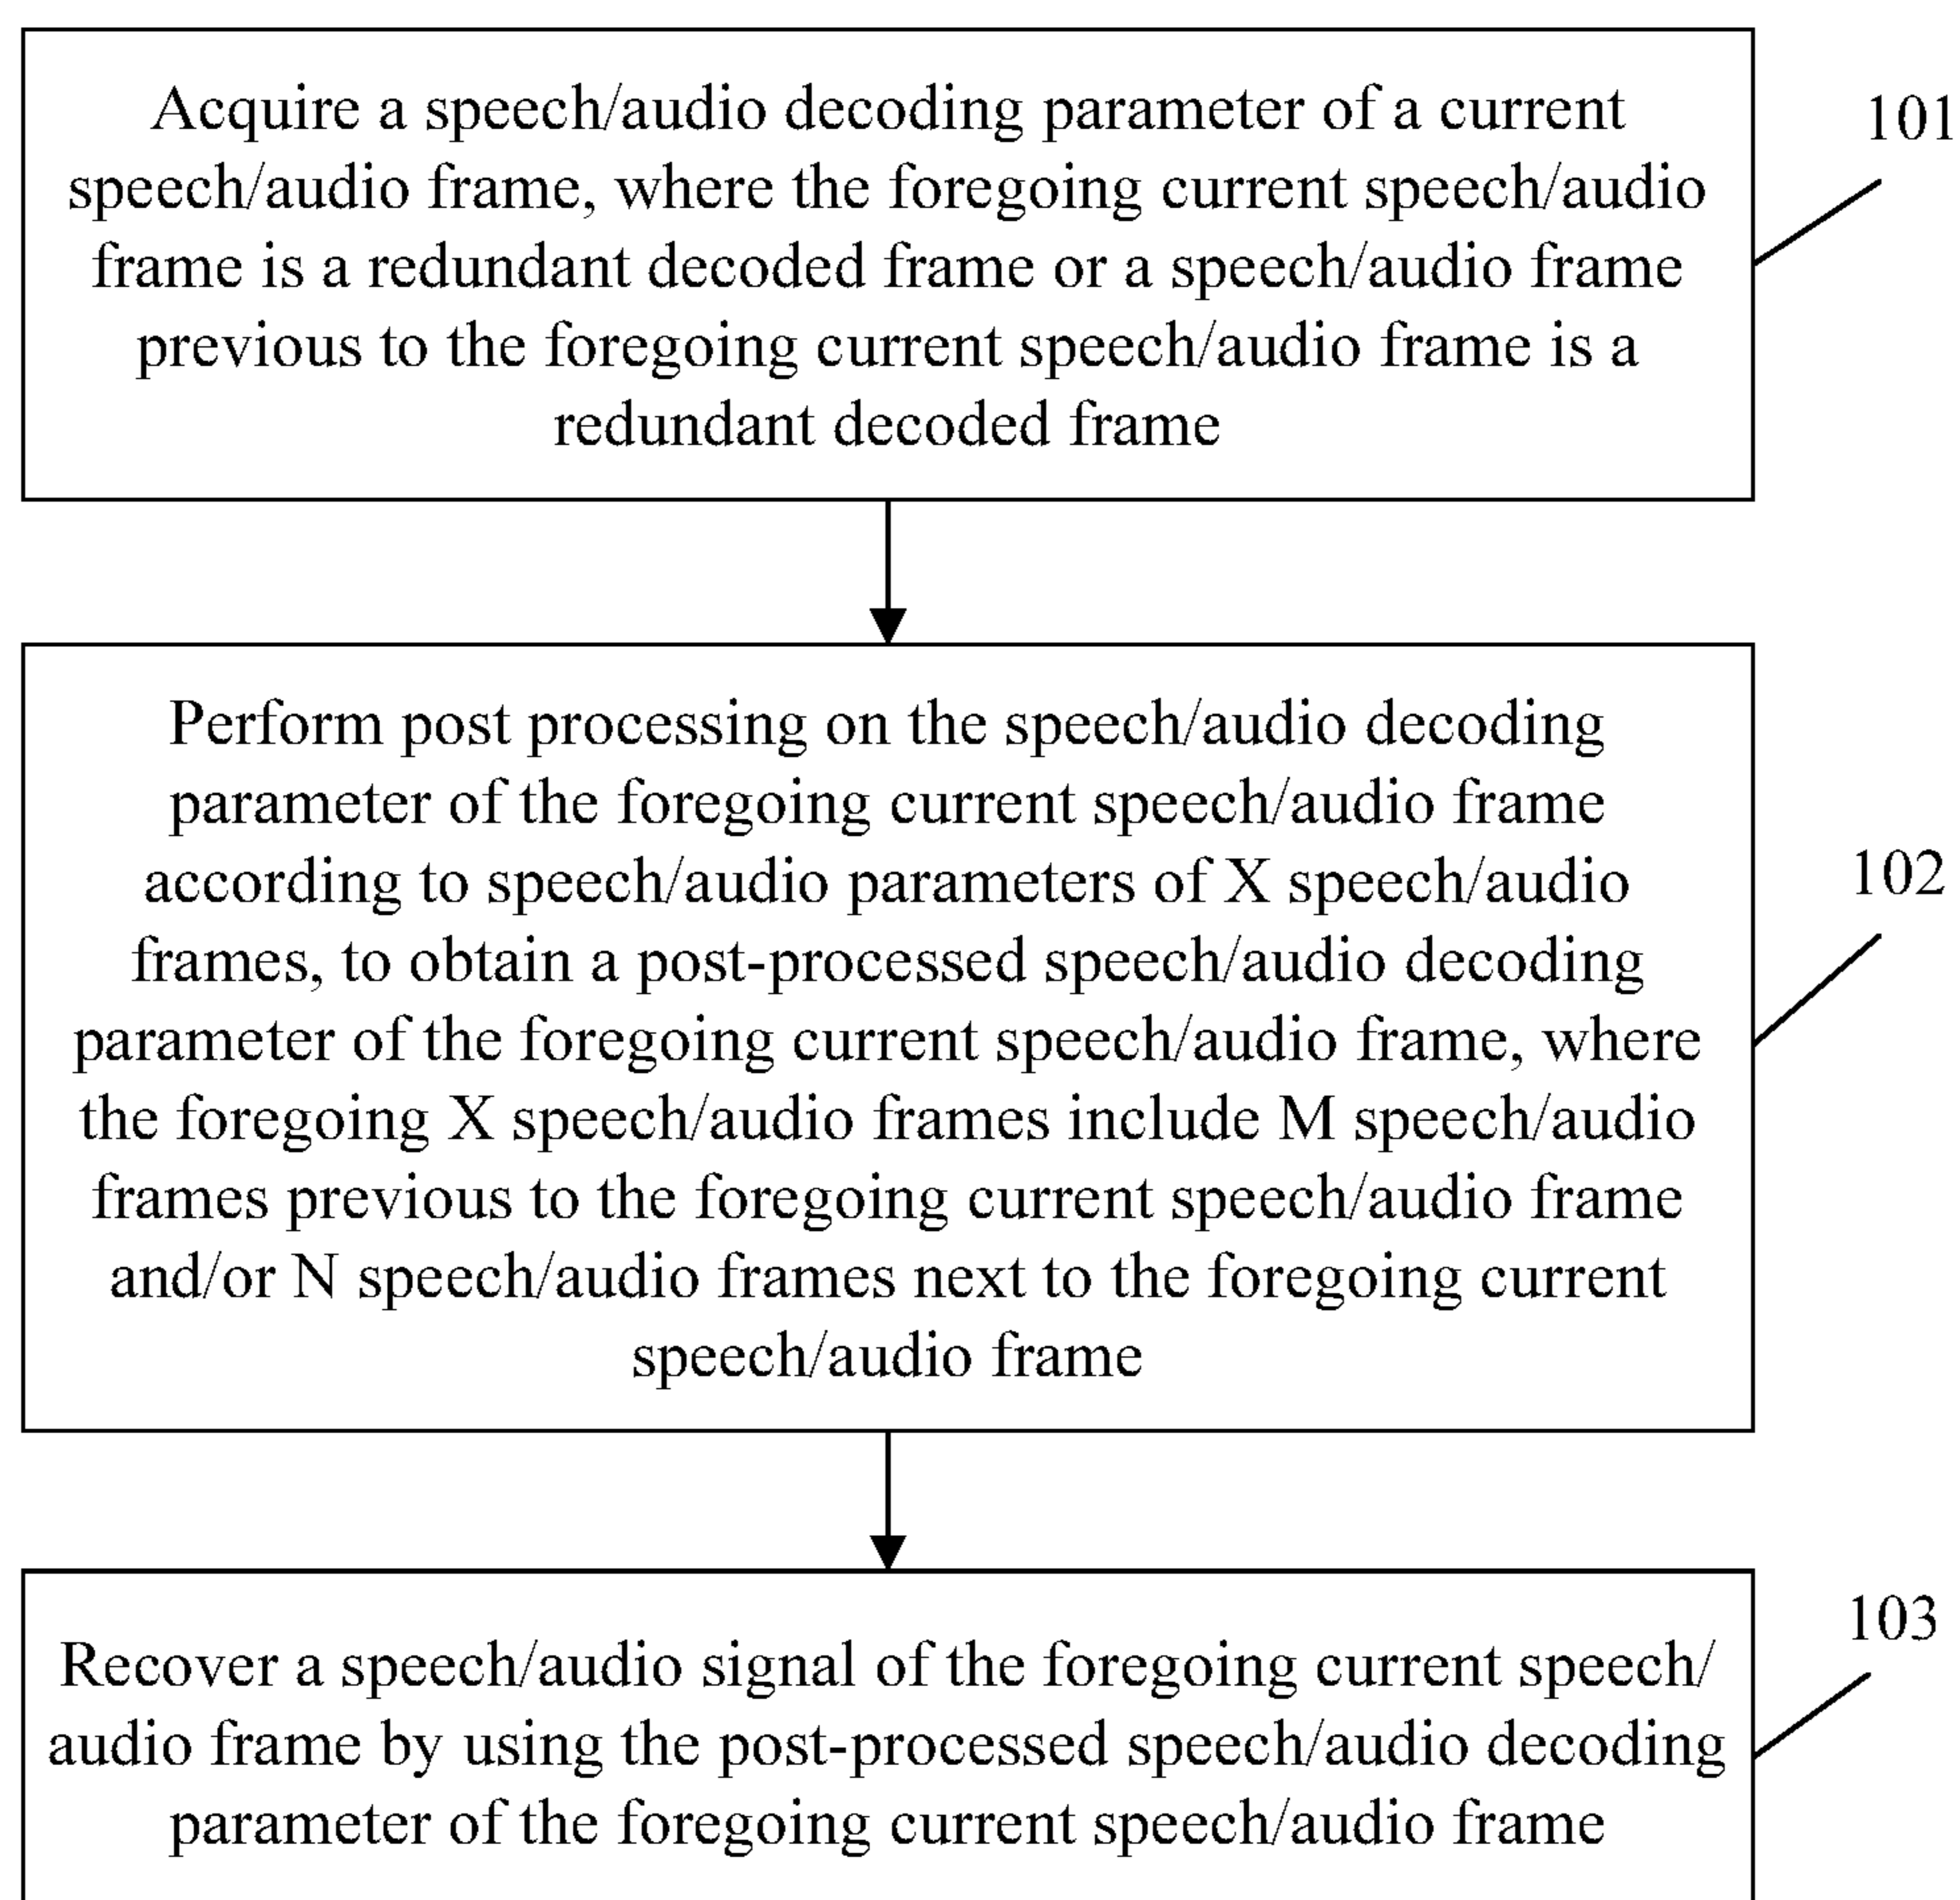 Acquire a speech/audio decoding parameter of a current
speech/audio frame, where the foregoing current speech/audio
frame is a redundant decoded frame or a speech/audio frame
previous to the foregoing current speech/audio frame is a
redundant decoded frame
101
Perform post processing on the speech/audio decoding
parameter of the foregoing current speech/audio frame
according to speech/audio parameters of X speech/audio
frames, to obtain a post-processed speech/audio decoding
parameter of the foregoing current speech/audio frame, where
the foregoing X speech/audio frames include M speech/audio
frames previous to the foregoing current speech/audio frame
and/or N speech/audio frames next to the foregoing current
speech/audio frame
102
Recover a speech/audio signal of the foregoing current speech/
audio frame by using the post-processed speech/audio decoding
parameter of the foregoing current speech/audio frame
103